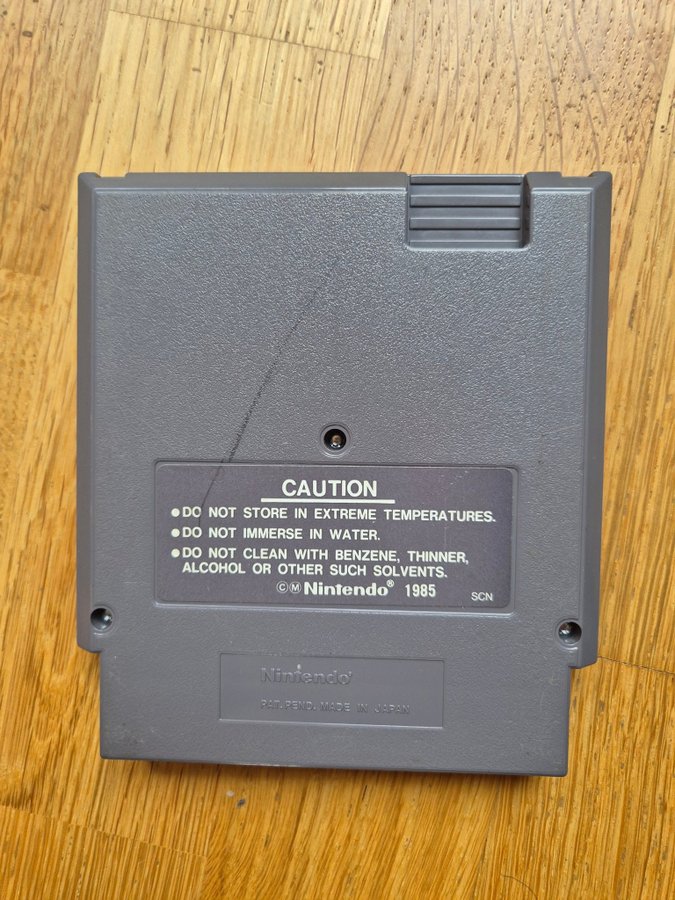 CAUTION
●DO NOT STORE IN EXTREME TEMPERATURES.
●DO NOT IMMERSE IN WATER.
●DO NOT CLEAN WITH BENZENE, THINNER,
ALCOHOL OR OTHER SUCH SOLVENTS.
©Ⓜ Nintendo® 1985 SCN
Nintendo®
PAT. PEND. MADE IN JAPAN